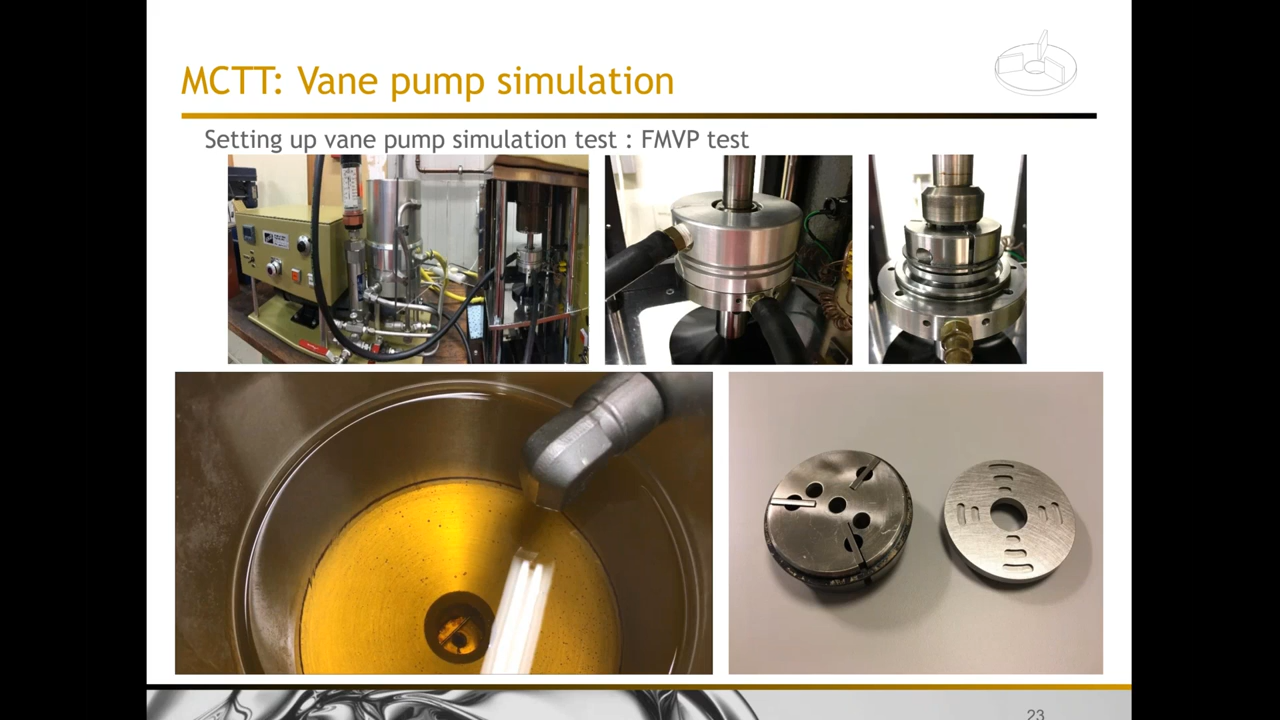 MCTT: Vane pump simulation
Setting up vane pump simulation test : FMVP test
23